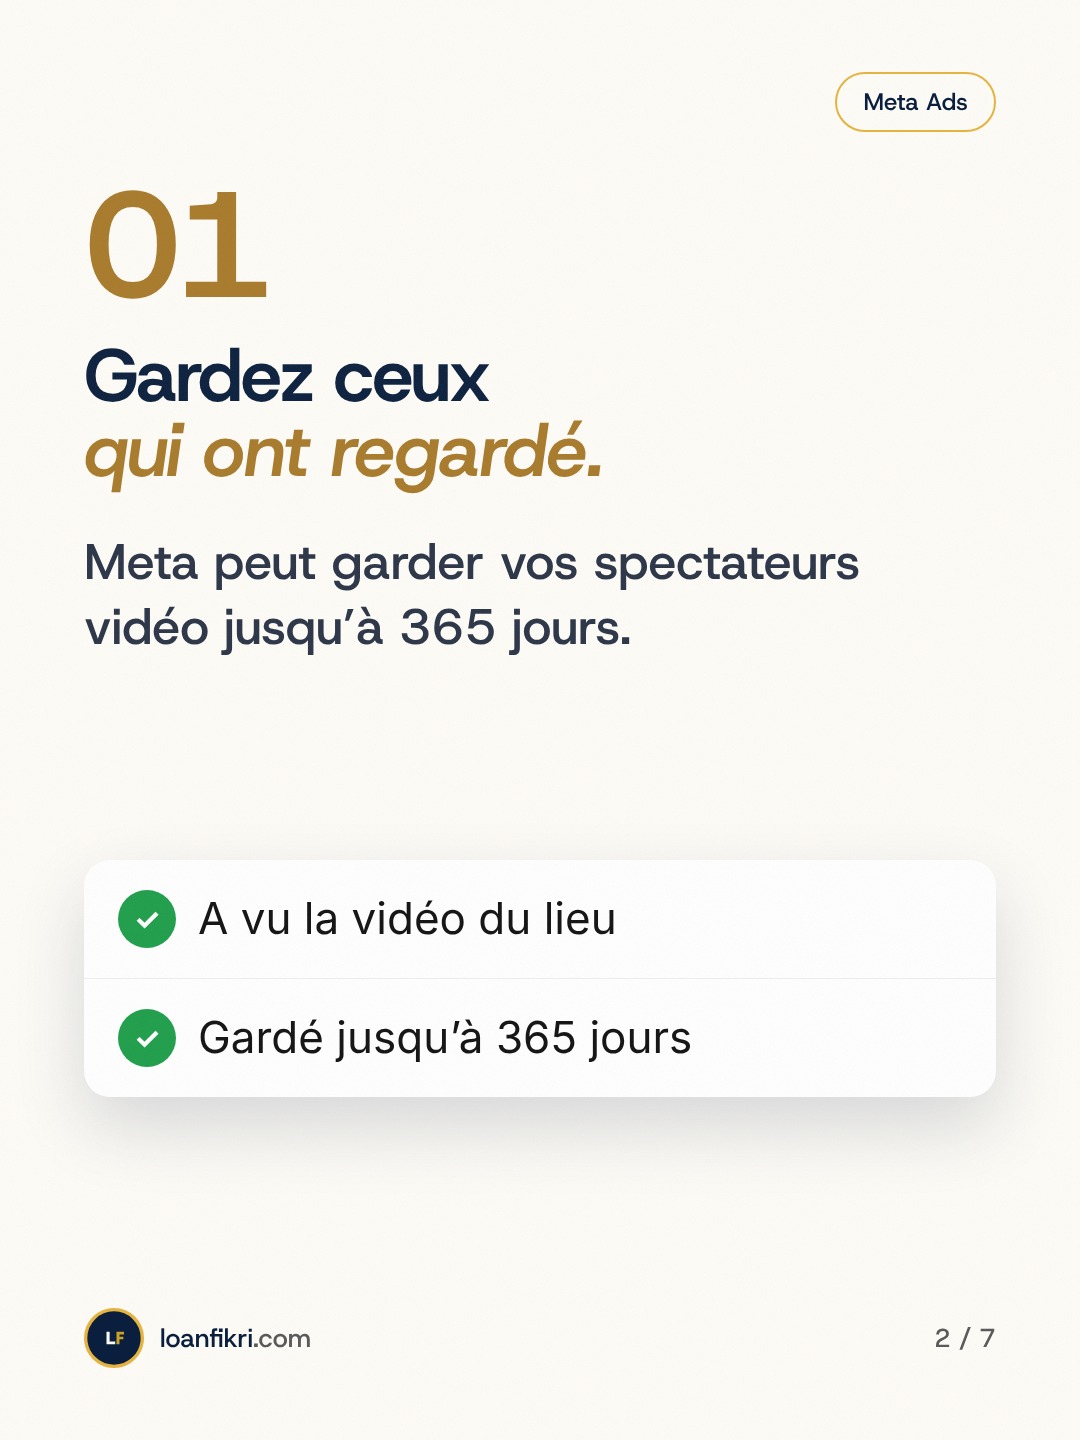 Meta Ads
01
Gardez ceux
qui ont regardé.
Meta peut garder vos spectateurs
vidéo jusqu’à 365 jours.
A vu la vidéo du lieu
Gardé jusqu’à 365 jours
LF
loanfikri.com
2 / 7